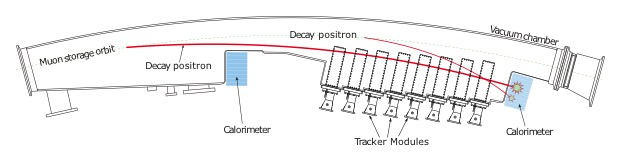 Vacuum chamber
Decay positron
Muon storage orbit
Decay positron
Calorimeter
Tracker Modules
Calorimeter